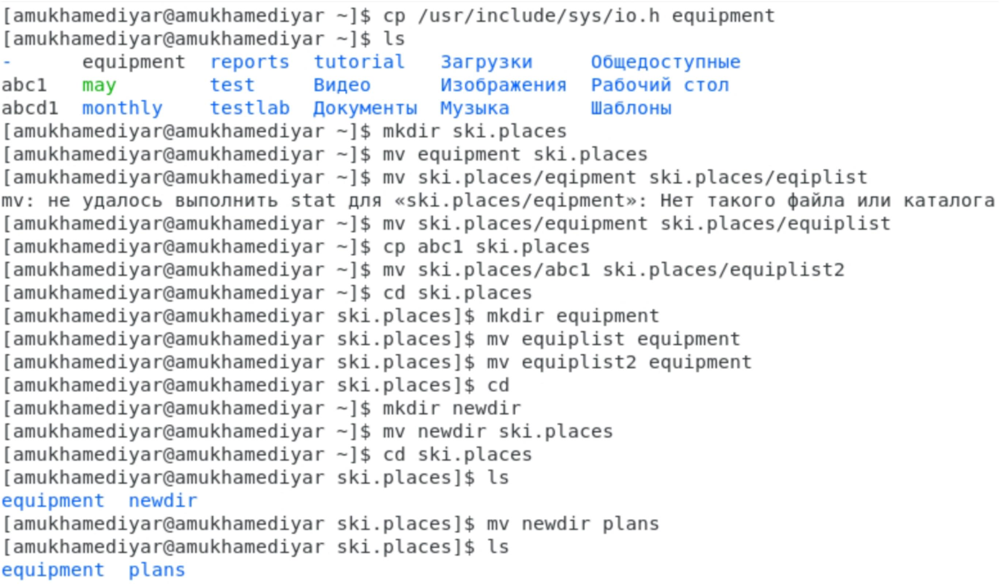 [amukhamediyar@amukhamediyar ~]$ cp /usr/include/sys/io.h equipment
[amukhamediyar@amukhamediyar ~]$ ls
-      equipment  reports  tutorial   Загрузки     Общедоступные
abc1   may        test     Видео      Изображения  Рабочий стол
abcd1  monthly    testlab  Документы  Музыка       Шаблоны
[amukhamediyar@amukhamediyar ~]$ mkdir ski.places
[amukhamediyar@amukhamediyar ~]$ mv equipment ski.places
[amukhamediyar@amukhamediyar ~]$ mv ski.places/eqipment ski.places/eqiplist
mv: не удалось выполнить stat для «ski.places/eqipment»: Нет такого файла или каталога
[amukhamediyar@amukhamediyar ~]$ mv ski.places/equipment ski.places/equiplist
[amukhamediyar@amukhamediyar ~]$ cp abc1 ski.places
[amukhamediyar@amukhamediyar ~]$ mv ski.places/abc1 ski.places/equiplist2
[amukhamediyar@amukhamediyar ~]$ cd ski.places
[amukhamediyar@amukhamediyar ski.places]$ mkdir equipment
[amukhamediyar@amukhamediyar ski.places]$ mv equiplist equipment
[amukhamediyar@amukhamediyar ski.places]$ mv equiplist2 equipment
[amukhamediyar@amukhamediyar ski.places]$ cd
[amukhamediyar@amukhamediyar ~]$ mkdir newdir
[amukhamediyar@amukhamediyar ~]$ mv newdir ski.places
[amukhamediyar@amukhamediyar ~]$ cd ski.places
[amukhamediyar@amukhamediyar ski.places]$ ls
equipment  newdir
[amukhamediyar@amukhamediyar ski.places]$ mv newdir plans
[amukhamediyar@amukhamediyar ski.places]$ ls
equipment  plans